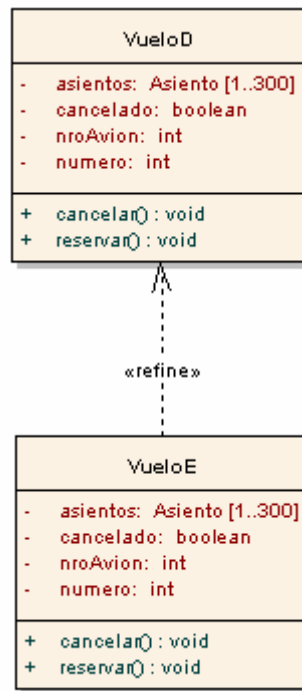 VueloD
- asientos: Asiento [1..300]
- cancelado: boolean
- nroAvion: int
- numero: int
+ cancelar() : void
+ reservar() : void
«refine»
VueloE
- asientos: Asiento [1..300]
- cancelado: boolean
- nroAvion: int
- numero: int
+ cancelar() : void
+ reservar() : void